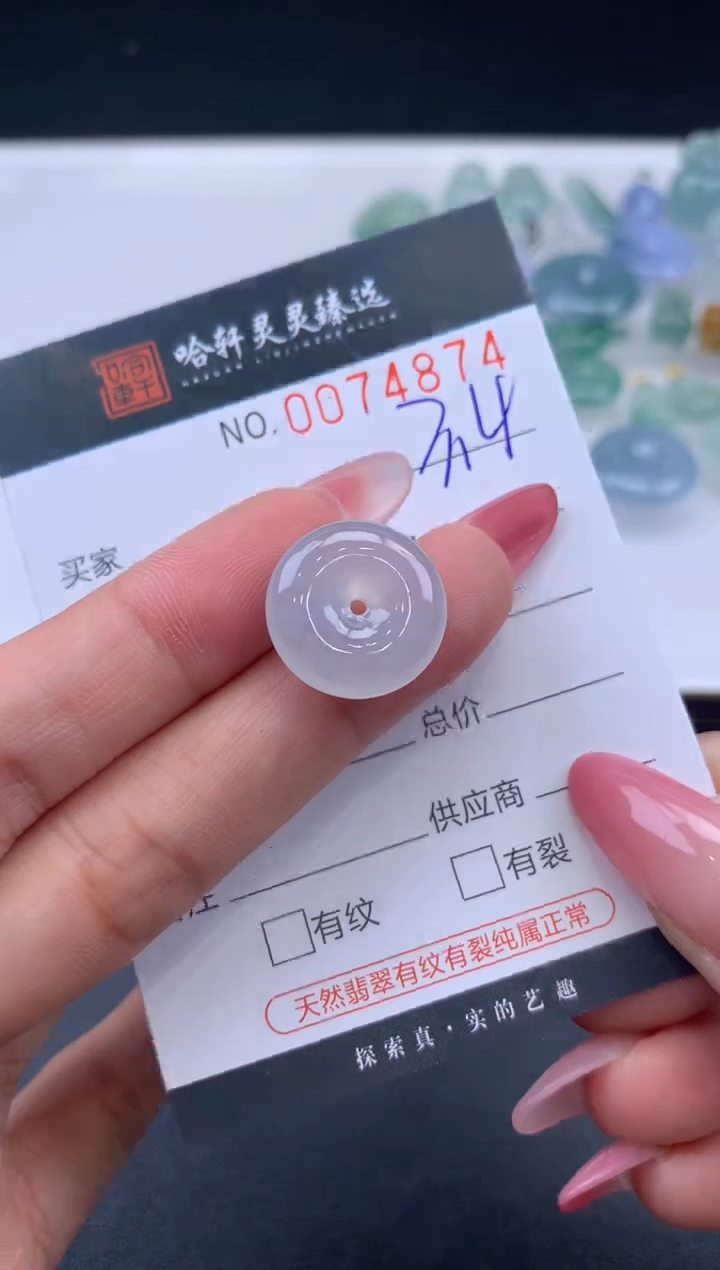 哈轩灵灵臻选
NO.0074874
买家
总价
供应商
注
有纹 有裂
天然翡翠有纹有裂纯属正常
探索真·实的艺趣